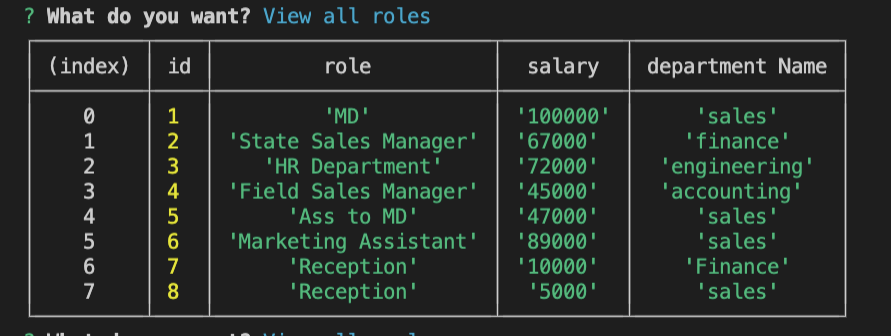 ? What do you want? View all roles
(index) id role salary department Name
0 1 'MD' '100000' 'sales'
1 2 'State Sales Manager' '67000' 'finance'
2 3 'HR Department' '72000' 'engineering'
3 4 'Field Sales Manager' '45000' 'accounting'
4 5 'Ass to MD' '47000' 'sales'
5 6 'Marketing Assistant' '89000' 'sales'
6 7 'Reception' '10000' 'Finance'
7 8 'Reception' '5000' 'sales'